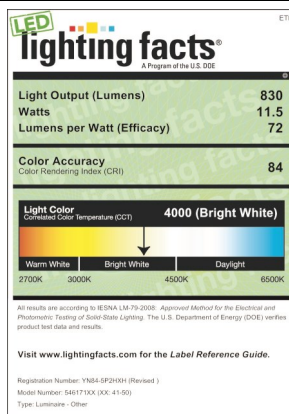 LED
lighting facts®
A Program of the U.S. DOE
Light Output (Lumens) 830
Watts 11.5
Lumens per Watt (Efficacy) 72
Color Accuracy
Color Rendering Index (CRI) 84
Light Color
Correlated Color Temperature (CCT) 4000 (Bright White)
Warm White Bright White Daylight
2700K 3000K 4500K 6500K
All results are according to IESNA LM-79-2008: Approved Method for the Electrical and
Photometric Testing of Solid-State Lighting. The U.S. Department of Energy (DOE) verifies
product test data and results.
Visit www.lightingfacts.com for the Label Reference Guide.
Registration Number: YN84-5P2HXH (Revised )
Model Number: 546171XX (XX: 41-50)
Type: Luminaire - Other